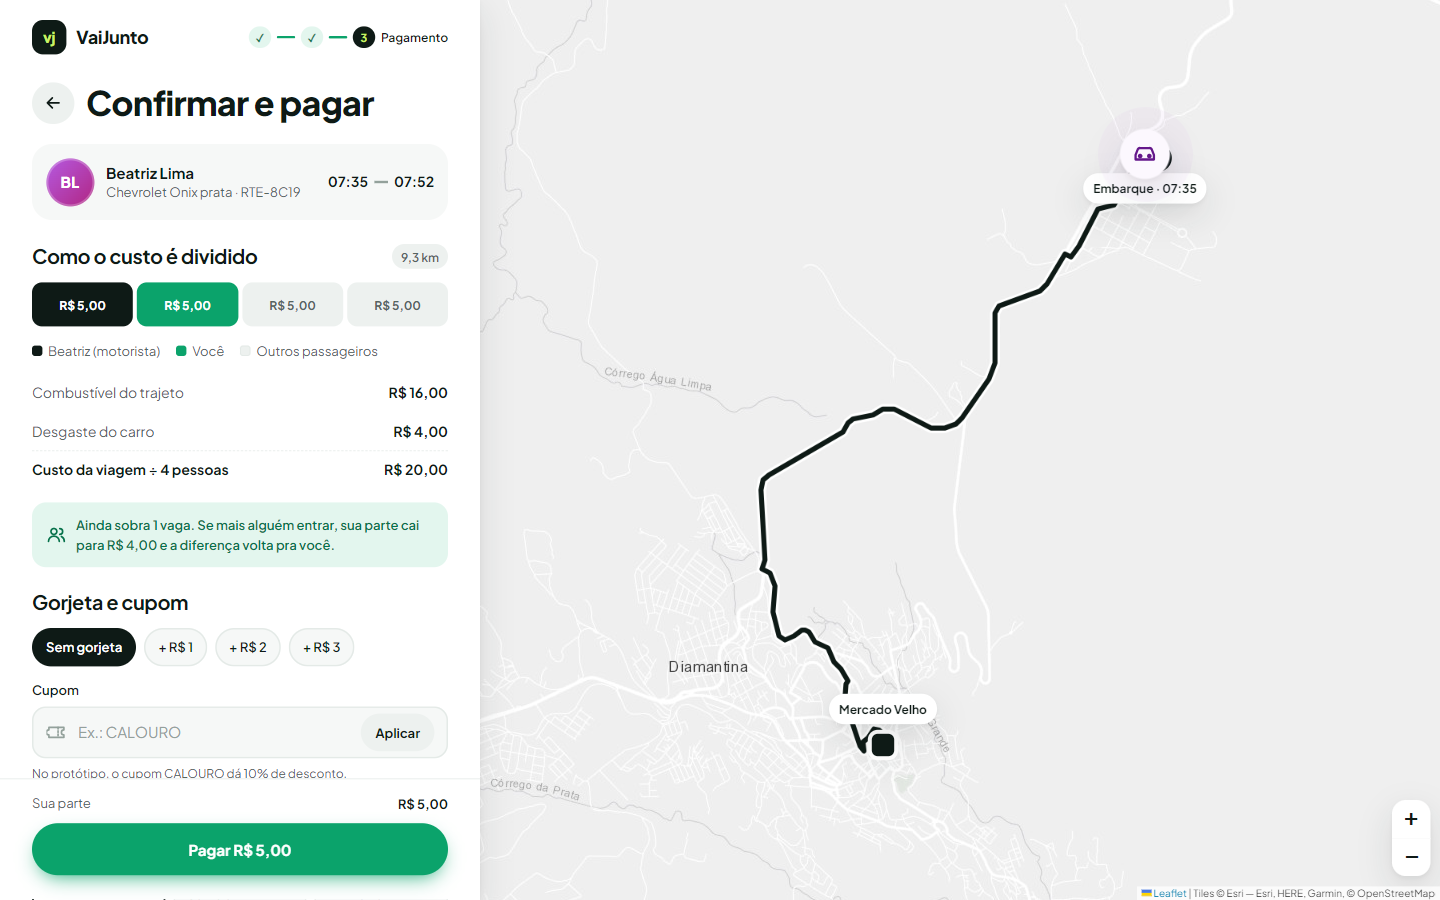 vj VaiJunto
✓ ✓ 3 Pagamento
← Confirmar e pagar
BL
Beatriz Lima
Chevrolet Onix prata · RTE-8C19
07:35 — 07:52
Como o custo é dividido
9,3 km
R$ 5,00 R$ 5,00 R$ 5,00 R$ 5,00
Beatriz (motorista) Você Outros passageiros
Combustível do trajeto R$ 16,00
Desgaste do carro R$ 4,00
Custo da viagem ÷ 4 pessoas R$ 20,00
Ainda sobra 1 vaga. Se mais alguém entrar, sua parte cai
para R$ 4,00 e a diferença volta pra você.
Gorjeta e cupom
Sem gorjeta + R$ 1 + R$ 2 + R$ 3
Cupom
Ex.: CALOURO Aplicar
No protótipo, o cupom CALOURO dá 10% de desconto.
Sua parte R$ 5,00
Pagar R$ 5,00
Embarque · 07:35
Córrego Água Limpa
Diamantina
Mercado Velho
Grande
Córrego da Prata
+
−
Leaflet | Tiles © Esri — Esri, HERE, Garmin, © OpenStreetMap